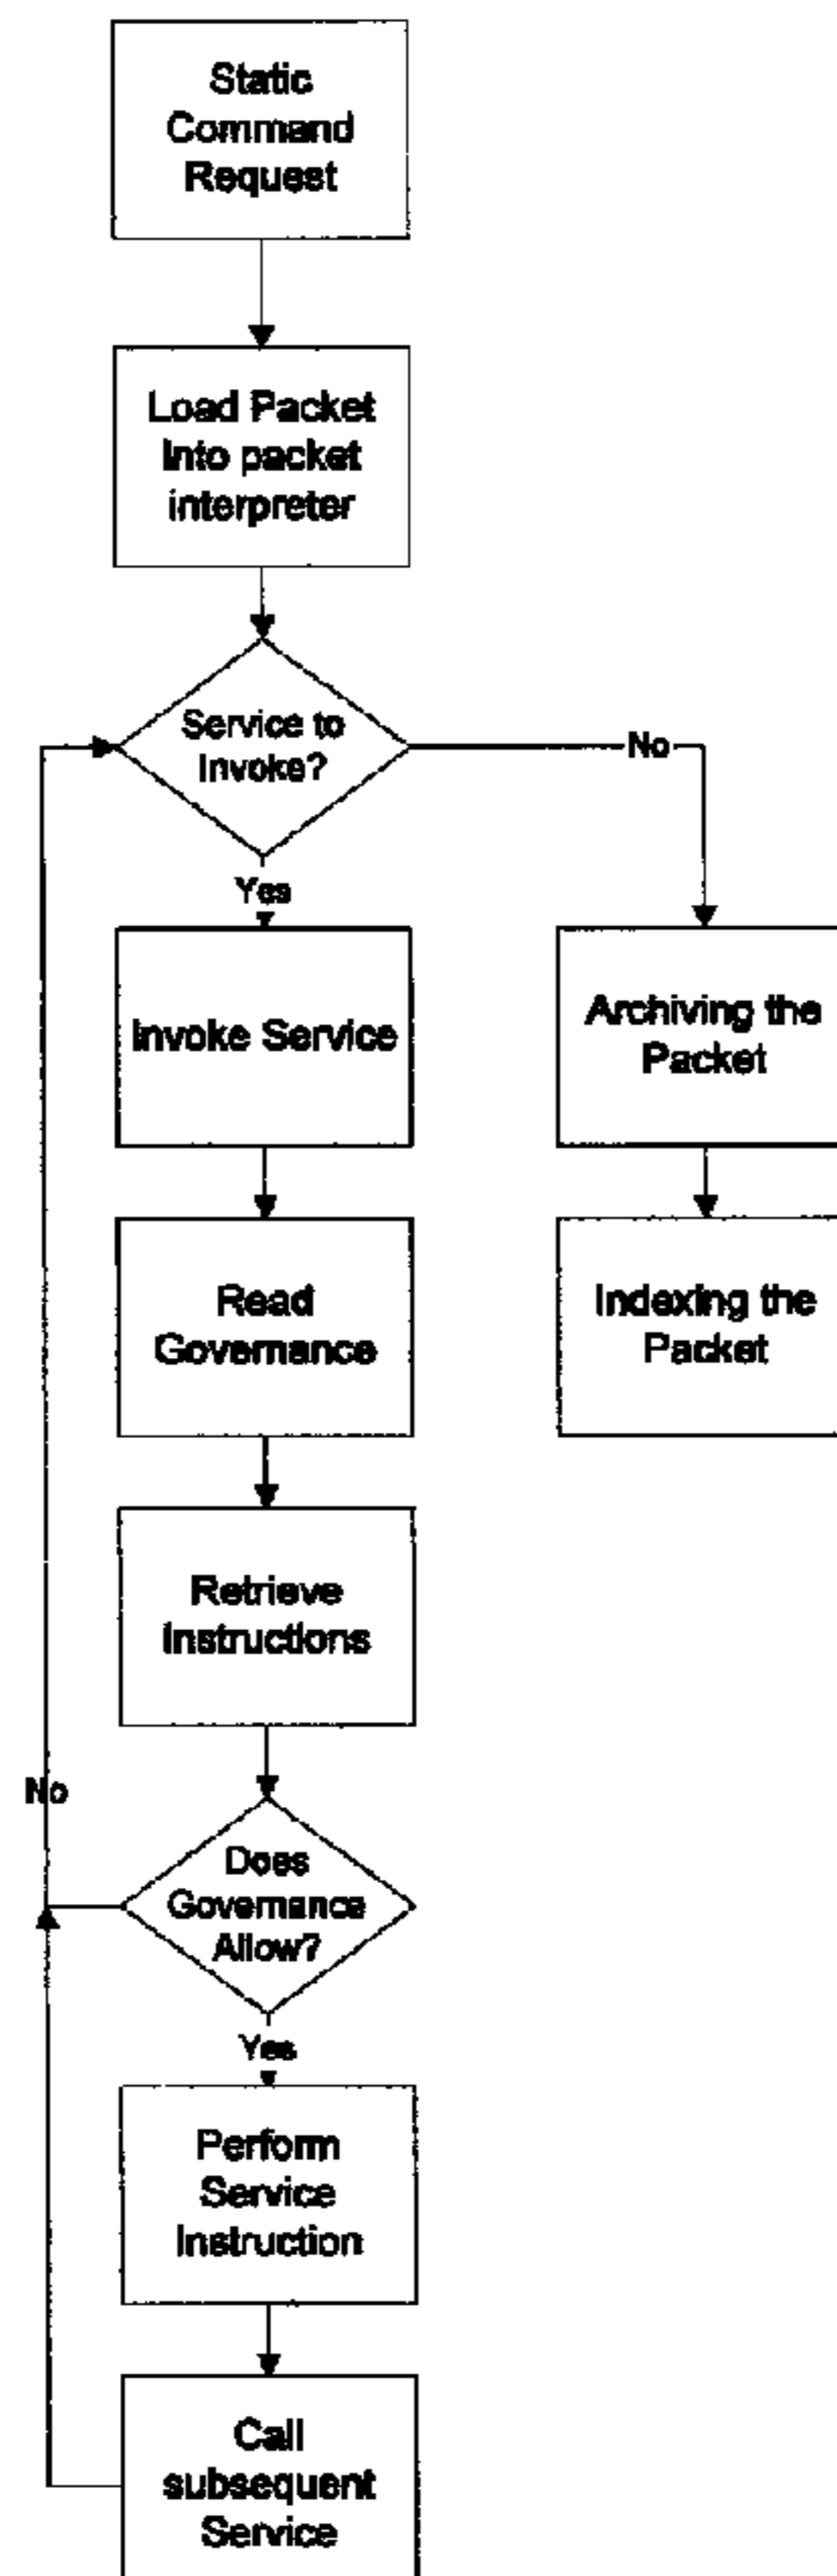 Static
Command
Request
Load Packet
Into packet
interpreter
Service to
Invoke?
No
Yes
Invoke Service
Archiving the
Packet
Read
Governance
Indexing the
Packet
Retrieve
Instructions
No
Does
Governance
Allow?
Yes
Perform
Service
Instruction
Call
subsequent
Service